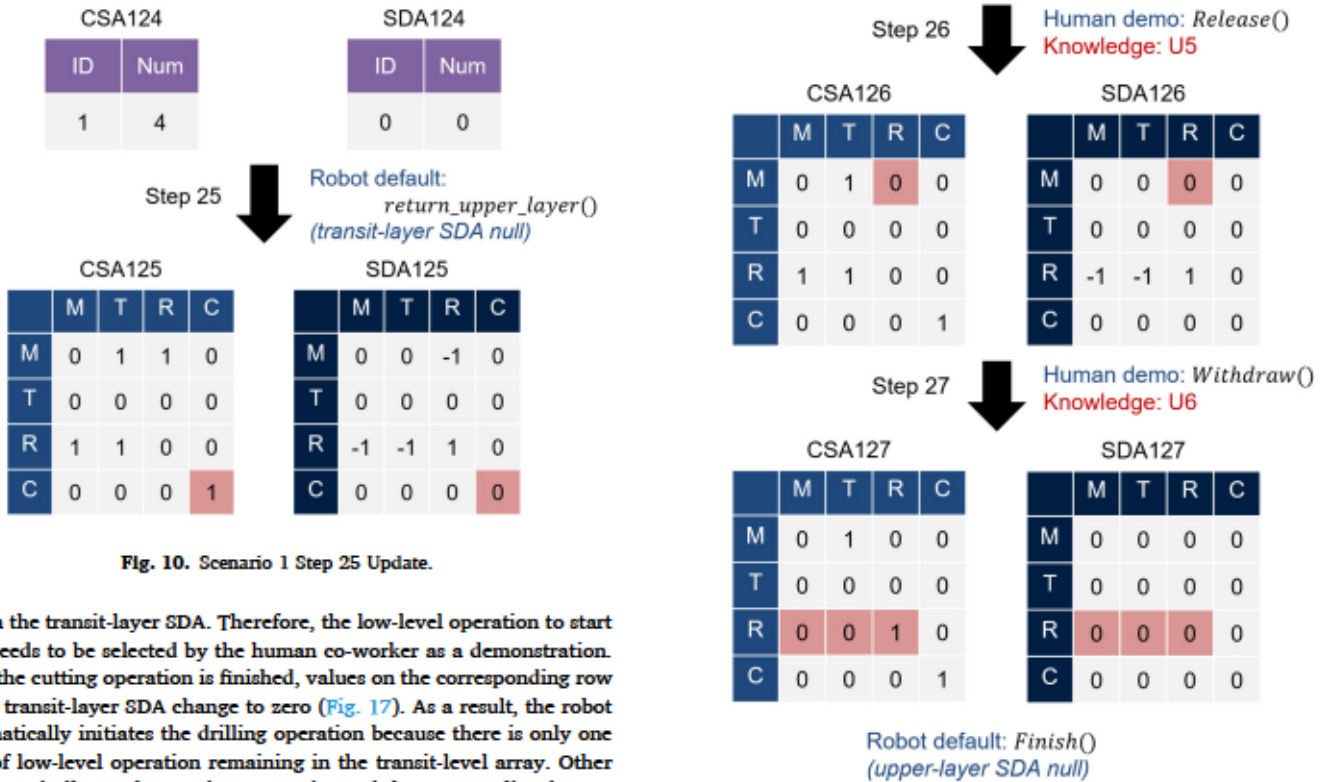 CSA124 SDA124
ID Num ID Num
1 4 0 0
Step 25
Robot default:
return_upper_layer()
(transit-layer SDA null)
CSA125 SDA125
M T R C M T R C
M 0 1 1 0 M 0 0 -1 0
T 0 0 0 0 T 0 0 0 0
R 1 1 0 0 R -1 -1 1 0
C 0 0 0 1 C 0 0 0 0
Fig. 10. Scenario 1 Step 25 Update.
the transit-layer SDA. Therefore, the low-level operation to start
needs to be selected by the human co-worker as a demonstration.
the cutting operation is finished, values on the corresponding row
transit-layer SDA change to zero (Fig. 17). As a result, the robot
matically initiates the drilling operation because there is only one
of low-level operation remaining in the transit-level array. Other
Step 26
Human demo: Release()
Knowledge: U5
CSA126 SDA126
M T R C M T R C
M 0 1 0 0 M 0 0 0 0
T 0 0 0 0 T 0 0 0 0
R 1 1 0 0 R -1 -1 1 0
C 0 0 0 1 C 0 0 0 0
Step 27
Human demo: Withdraw()
Knowledge: U6
CSA127 SDA127
M T R C M T R C
M 0 1 0 0 M 0 0 0 0
T 0 0 0 0 T 0 0 0 0
R 0 0 1 0 R 0 0 0 0
C 0 0 0 1 C 0 0 0 0
Robot default: Finish()
(upper-layer SDA null)